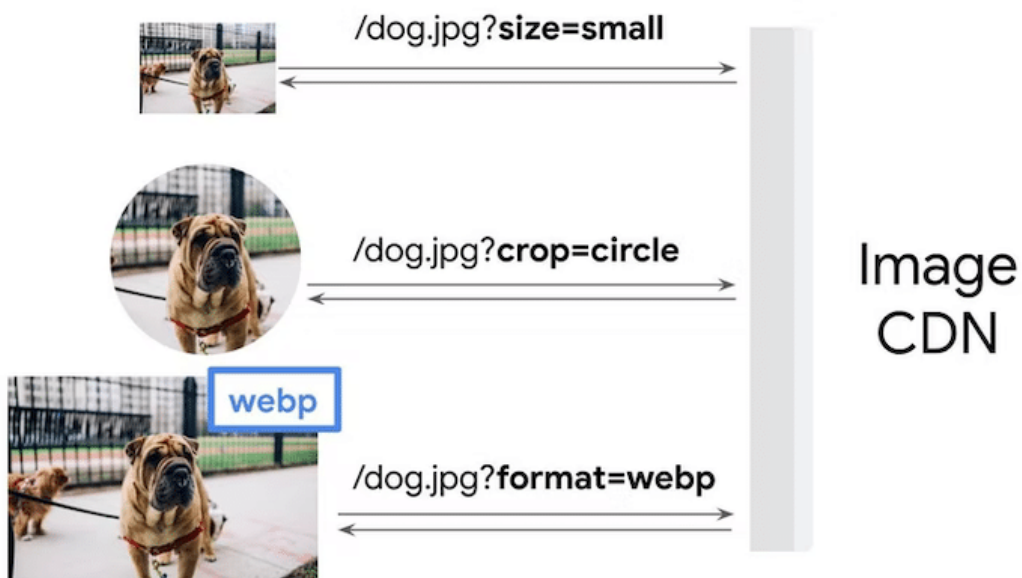 /dog.jpg?size=small
/dog.jpg?crop=circle
Image
CDN
webp
/dog.jpg?format=webp